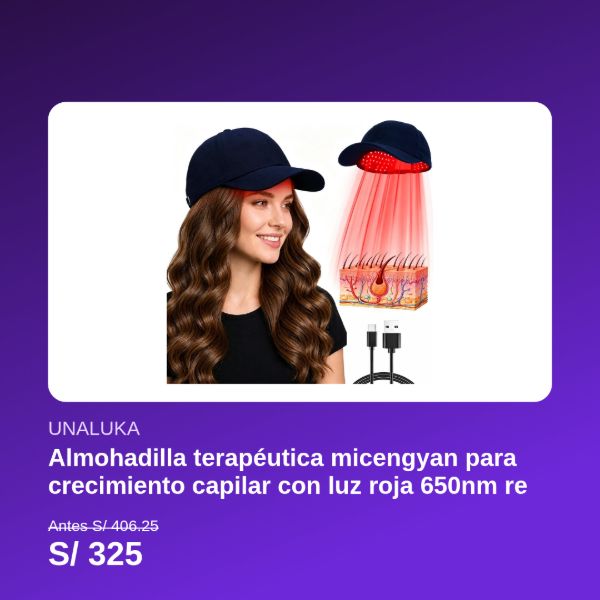 UNALUKA
Almohadilla terapéutica micengyan para
crecimiento capilar con luz roja 650nm re
Antes S/ 406.25
S/ 325